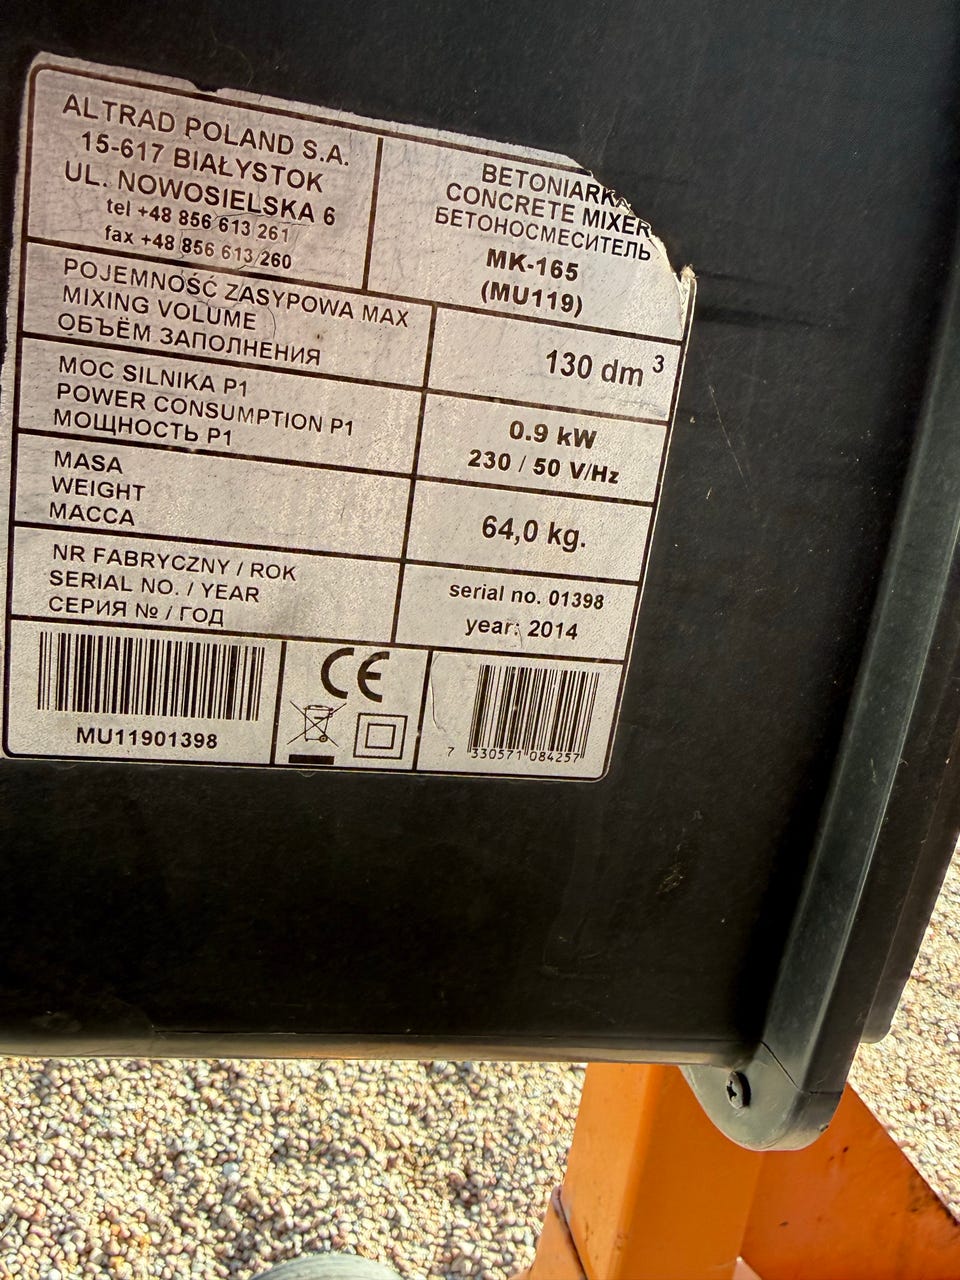 ALTRAD POLAND S.A.
15-617 BIAŁYSTOK
UL. NOWOSIELSKA 6
tel +48 856 613 261
fax +48 856 613 260
BETONIARKA
CONCRETE MIXER
БЕТОНОСМЕСИТЕЛЬ
MK-165
(MU119)
POJEMNOŚĆ ZASYPOWA MAX
MIXING VOLUME
ОБЪЁМ ЗАПОЛНЕНИЯ
130 dm³
MOC SILNIKA P1
POWER CONSUMPTION P1
МОЩНОСТЬ P1
0.9 kW
230 / 50 V/Hz
MASA
WEIGHT
МАССА
64,0 kg.
NR FABRYCZNY / ROK
SERIAL NO. / YEAR
СЕРИЯ № / ГОД
serial no. 01398
year: 2014
MU11901398
CE
7 330571 084257